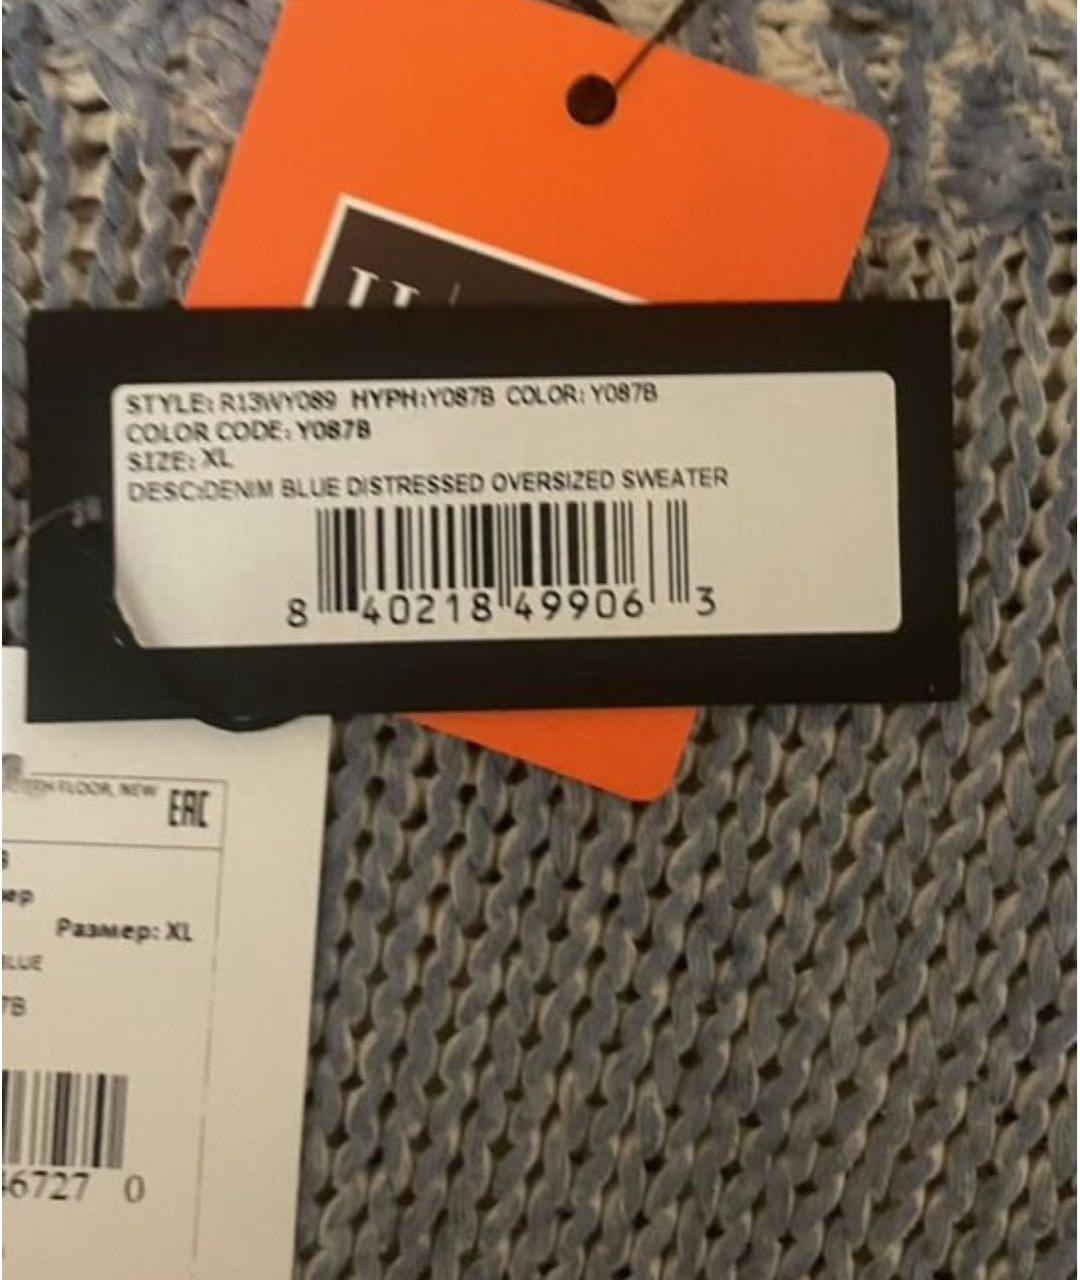 STYLE: R13WY089 HYPH:Y087B COLOR: Y087B
COLOR CODE: Y087B
SIZE: XL
DESC:DENIM BLUE DISTRESSED OVERSIZED SWEATER
8 40218 49906 3
FLOOR, NEW
EAC
Размер: XL
BLUE
7B
46727 0